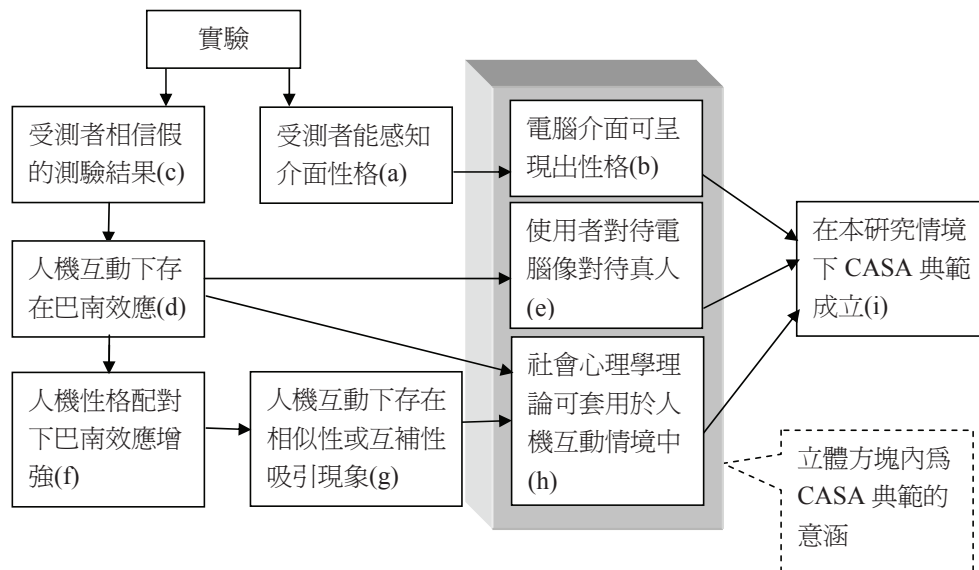 實驗
受測者相信假
的測驗結果(c)
受測者能感知
介面性格(a)
電腦介面可呈
現出性格(b)
人機互動下存
在巴南效應(d)
使用者對待電
腦像對待真人
(e)
在本研究情境
下 CASA 典範
成立(i)
人機性格配對
下巴南效應增
強(f)
人機互動下存在
相似性或互補性
吸引現象(g)
社會心理學理
論可套用於人
機互動情境中
(h)
立體方塊內為
CASA 典範的
意涵